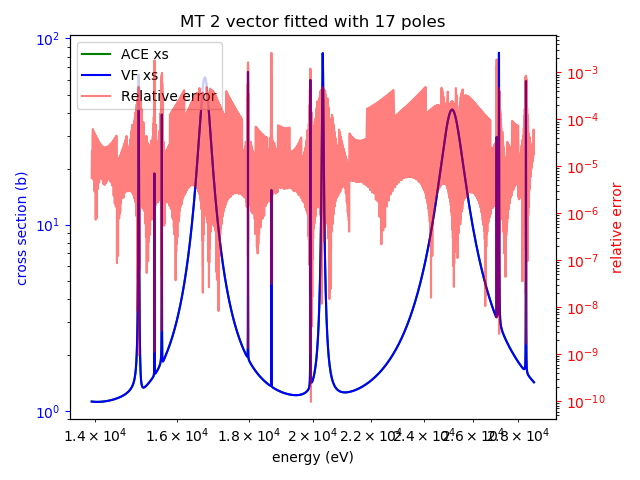 MT 2 vector fitted with 17 poles
ACE xs
VF xs
Relative error
cross section (b)
10²
10¹
10⁰
relative error
10⁻³
10⁻⁴
10⁻⁵
10⁻⁶
10⁻⁷
10⁻⁸
10⁻⁹
10⁻¹⁰
1.4 × 10⁴ 1.6 × 10⁴ 1.8 × 10⁴ 2 × 10⁴ 2.2 × 10⁴ 2.4 × 10⁴ 2.6 × 10⁴ 2.8 × 10⁴
energy (eV)